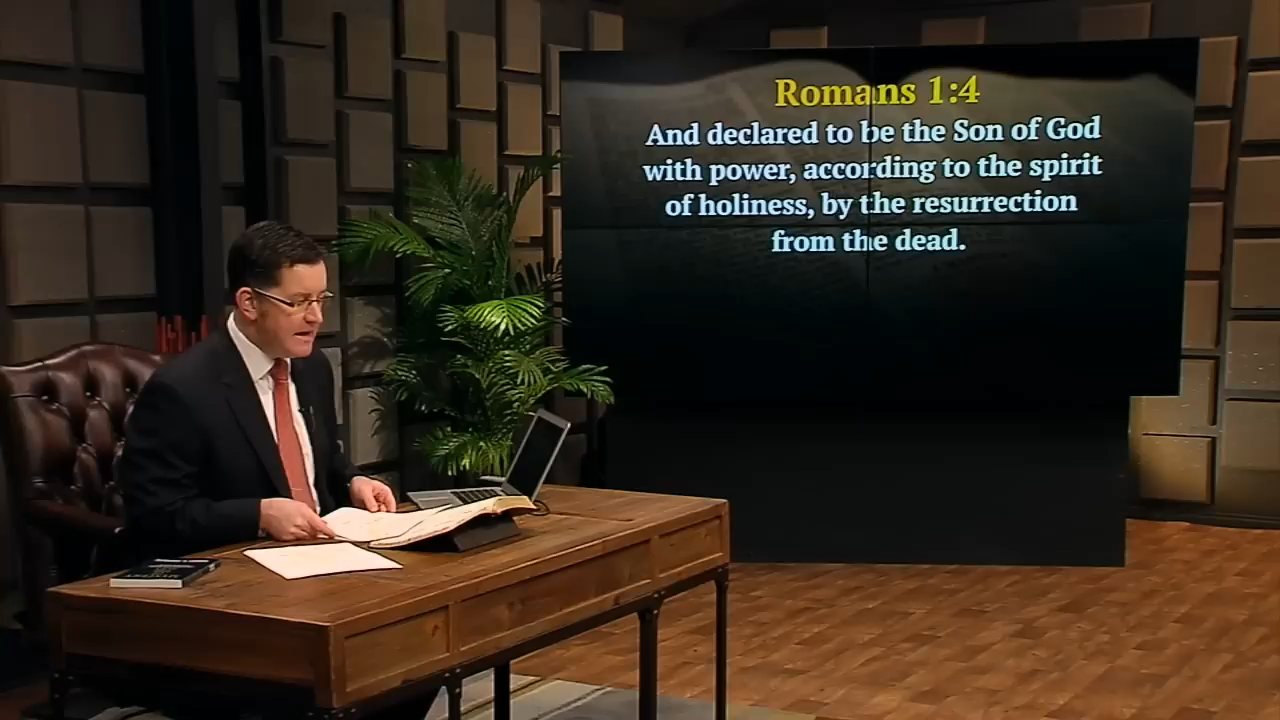 Romans 1:4
And declared to be the Son of God
with power, according to the spirit
of holiness, by the resurrection
from the dead.